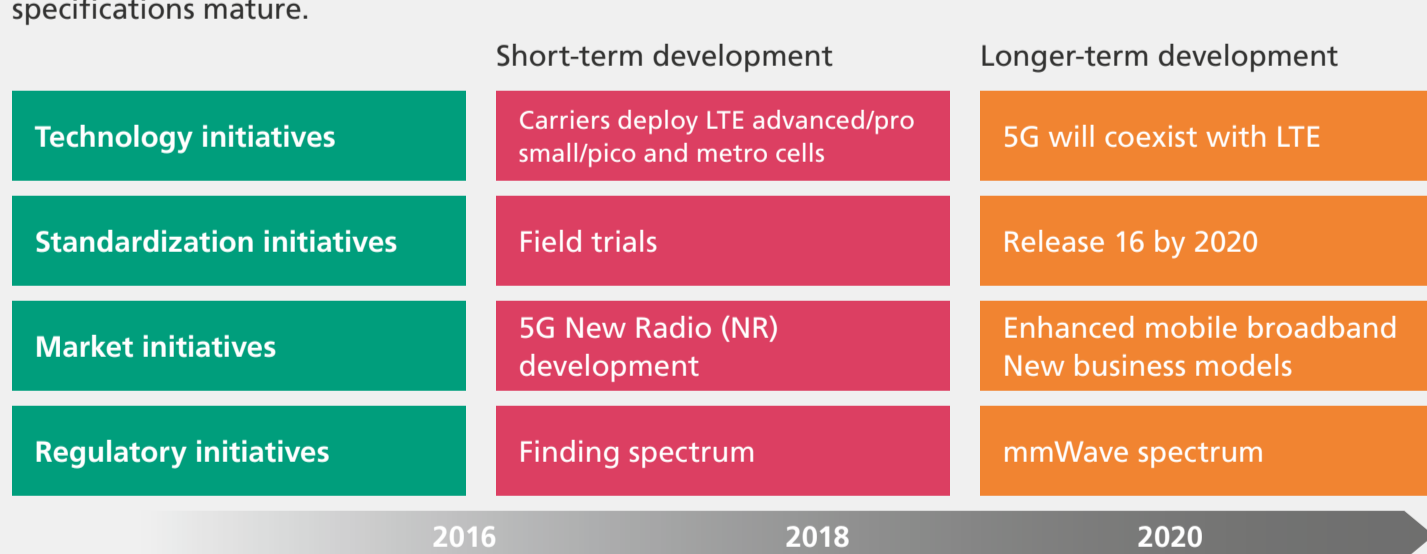 specifications mature.
Short-term development
Longer-term development
Technology initiatives
Carriers deploy LTE advanced/pro
small/pico and metro cells
5G will coexist with LTE
Standardization initiatives
Field trials
Release 16 by 2020
Market initiatives
5G New Radio (NR)
development
Enhanced mobile broadband
New business models
Regulatory initiatives
Finding spectrum
mmWave spectrum
2016
2018
2020